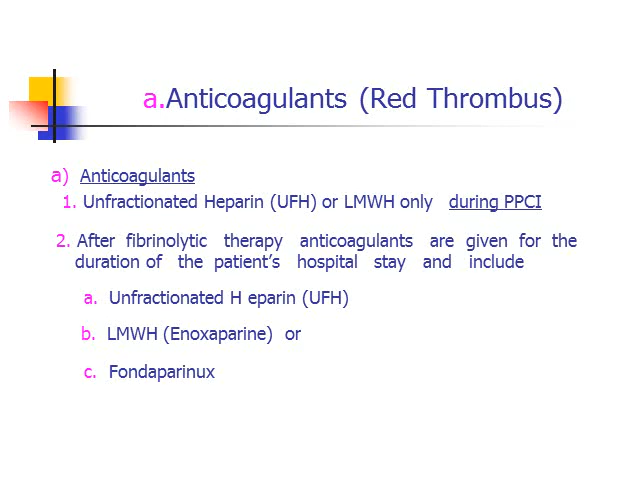 a.Anticoagulants (Red Thrombus)
a) Anticoagulants
1. Unfractionated Heparin (UFH) or LMWH only during PPCI
2. After fibrinolytic therapy anticoagulants are given for the
duration of the patient’s hospital stay and include
a. Unfractionated H eparin (UFH)
b. LMWH (Enoxaparine) or
c. Fondaparinux